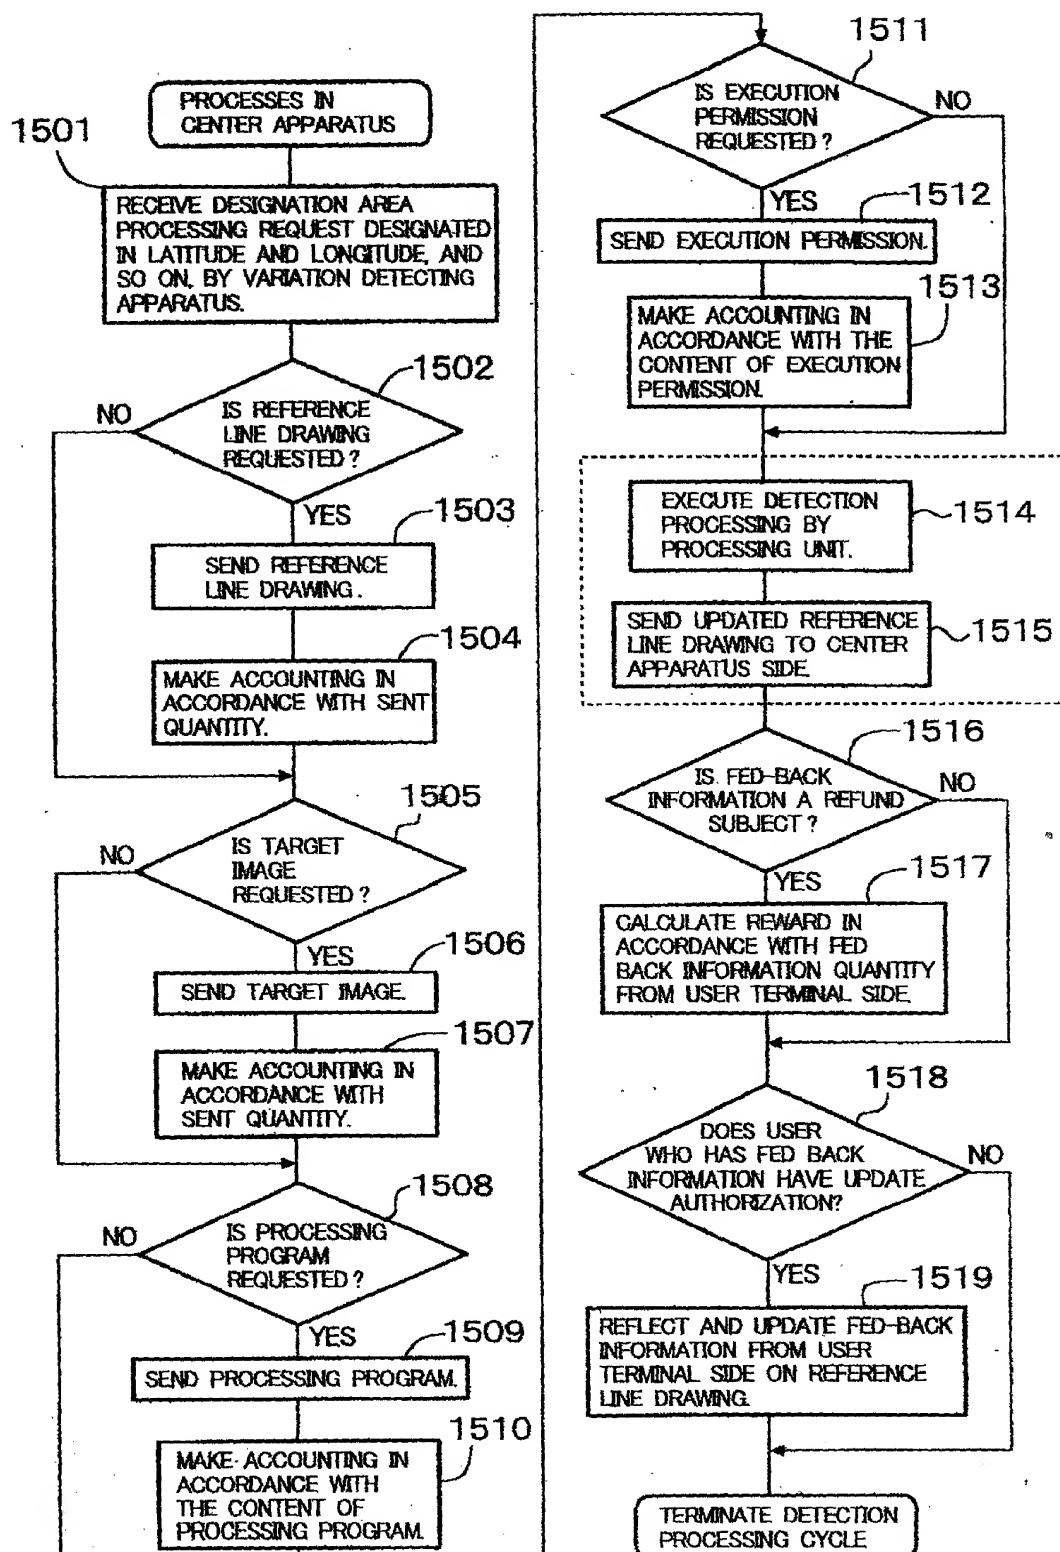 PROCESSES IN
CENTER APPARATUS
1501
RECEIVE DESIGNATION AREA
PROCESSING REQUEST DESIGNATED
IN LATITUDE AND LONGITUDE, AND
SO ON, BY VARIATION DETECTING
APPARATUS.
1502
NO
IS REFERENCE
LINE DRAWING
REQUESTED?
YES
1503
SEND REFERENCE
LINE DRAWING.
1504
MAKE ACCOUNTING IN
ACCORDANCE WITH SENT
QUANTITY.
1505
NO
IS TARGET
IMAGE
REQUESTED?
YES
1506
SEND TARGET IMAGE.
1507
MAKE ACCOUNTING IN
ACCORDANCE WITH
SENT QUANTITY.
1508
NO
IS PROCESSING
PROGRAM
REQUESTED?
YES
1509
SEND PROCESSING PROGRAM.
1510
MAKE ACCOUNTING IN
ACCORDANCE WITH
THE CONTENT OF
PROCESSING PROGRAM.
1511
IS EXECUTION
PERMISSION
REQUESTED?
NO
YES
1512
SEND EXECUTION PERMISSION.
1513
MAKE ACCOUNTING IN
ACCORDANCE WITH THE
CONTENT OF EXECUTION
PERMISSION.
EXECUTE DETECTION
PROCESSING BY
PROCESSING UNIT.
1514
SEND UPDATED REFERENCE
LINE DRAWING TO CENTER
APPARATUS SIDE.
1515
1516
IS FED-BACK
INFORMATION A REFUND
SUBJECT?
NO
YES
1517
CALCULATE REWARD IN
ACCORDANCE WITH FED
BACK INFORMATION QUANTITY
FROM USER TERMINAL SIDE.
1518
DOES USER
WHO HAS FED BACK
INFORMATION HAVE UPDATE
AUTHORIZATION?
NO
YES
1519
REFLECT AND UPDATE FED-BACK
INFORMATION FROM USER
TERMINAL SIDE ON REFERENCE
LINE DRAWING.
TERMINATE DETECTION
PROCESSING CYCLE